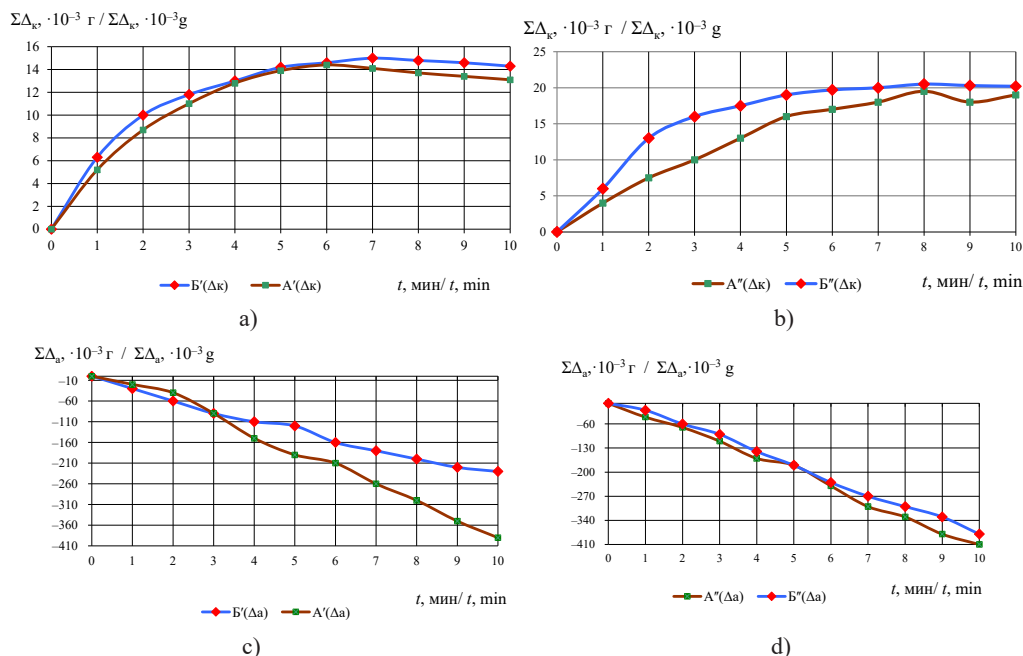 ΣΔк, ·10⁻³ г / ΣΔк, ·10⁻³g
16
14
12
10
8
6
4
2
0
0 1 2 3 4 5 6 7 8 9 10
Б′(Δк) А′(Δк)
t, мин/ t, min
a)
ΣΔк, ·10⁻³ г / ΣΔк, ·10⁻³ g
25
20
15
10
5
0
0 1 2 3 4 5 6 7 8 9 10
А″(Δк) Б″(Δк)
t, мин/ t, min
b)
ΣΔа, ·10⁻³ г / ΣΔа, ·10⁻³ g
–10
–60
–110
–160
–210
–260
–310
–360
–410
0 1 2 3 4 5 6 7 8 9 10
t, мин/ t, min
Б′(Δа) А′(Δа)
c)
ΣΔа,·10⁻³ г / ΣΔа,·10⁻³ g
–60
–130
–200
–270
–340
–410
0 1 2 3 4 5 6 7 8 9 10
t, мин/ t, min
А″(Δа) Б″(Δа)
d)